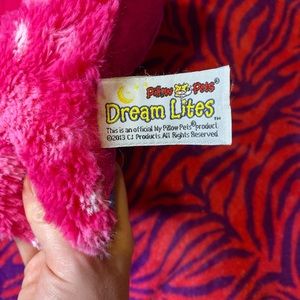 Pillow Pets®
Dream Lites™
This is an official My Pillow Pets® product
©2013 CJ Products All Rights Reserved